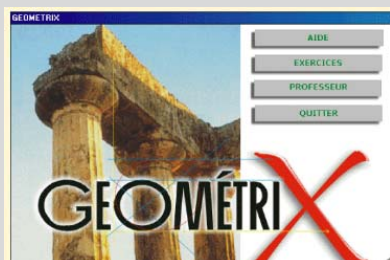 GEOMETRIX
AIDE
EXERCICES
PROFESSEUR
QUITTER
GEOMÉTRIX